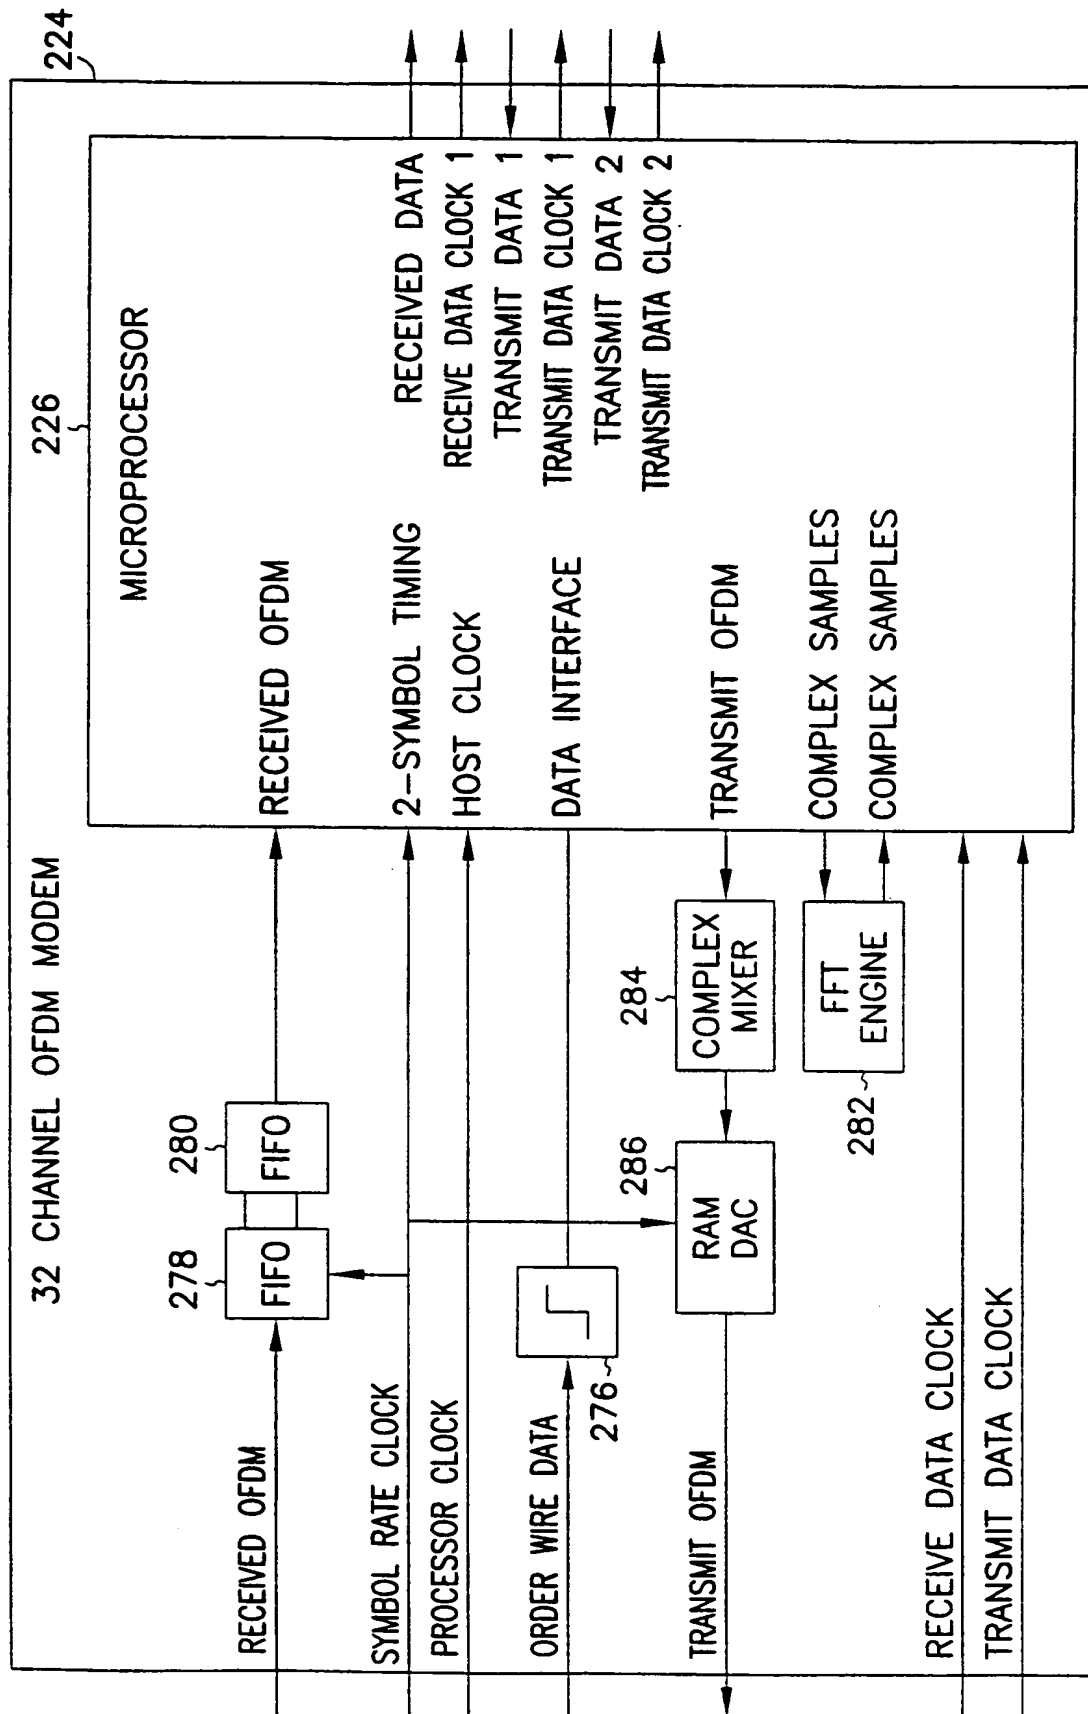 32 CHANNEL OFDM MODEM
224
226
MICROPROCESSOR
RECEIVED OFDM
278
FIFO
280
FIFO
RECEIVED OFDM
SYMBOL RATE CLOCK
2-SYMBOL TIMING
PROCESSOR CLOCK
HOST CLOCK
ORDER WIRE DATA
276
DATA INTERFACE
TRANSMIT OFDM
286
RAM
DAC
284
COMPLEX
MIXER
TRANSMIT OFDM
282
FFT
ENGINE
COMPLEX SAMPLES
COMPLEX SAMPLES
RECEIVE DATA CLOCK
TRANSMIT DATA CLOCK
RECEIVED DATA
RECEIVE DATA CLOCK 1
TRANSMIT DATA 1
TRANSMIT DATA CLOCK 1
TRANSMIT DATA 2
TRANSMIT DATA CLOCK 2